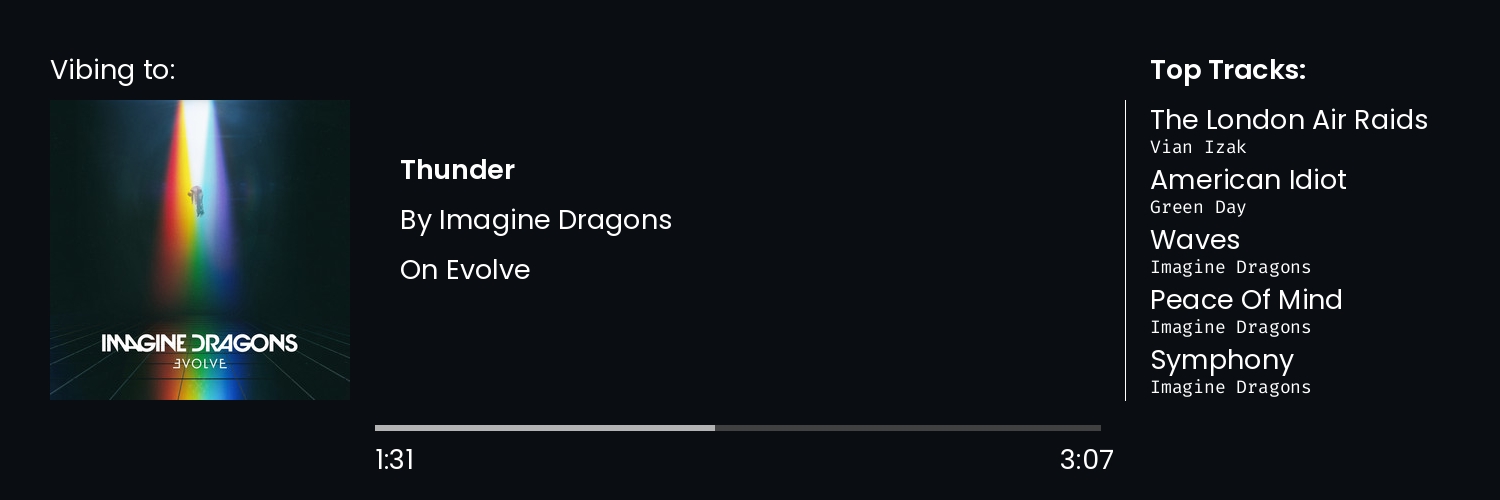 Vibing to:
IMAGINE DRAGONS
EVOLVE
Thunder
By Imagine Dragons
On Evolve
1:31
3:07
Top Tracks:
The London Air Raids
Vian Izak
American Idiot
Green Day
Waves
Imagine Dragons
Peace Of Mind
Imagine Dragons
Symphony
Imagine Dragons